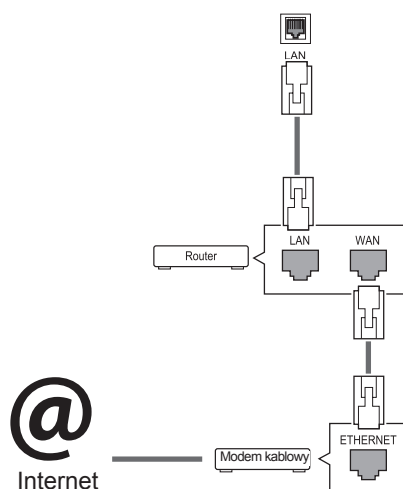 LAN
LAN WAN
Router
ETHERNET
Modem kablowy
@
Internet